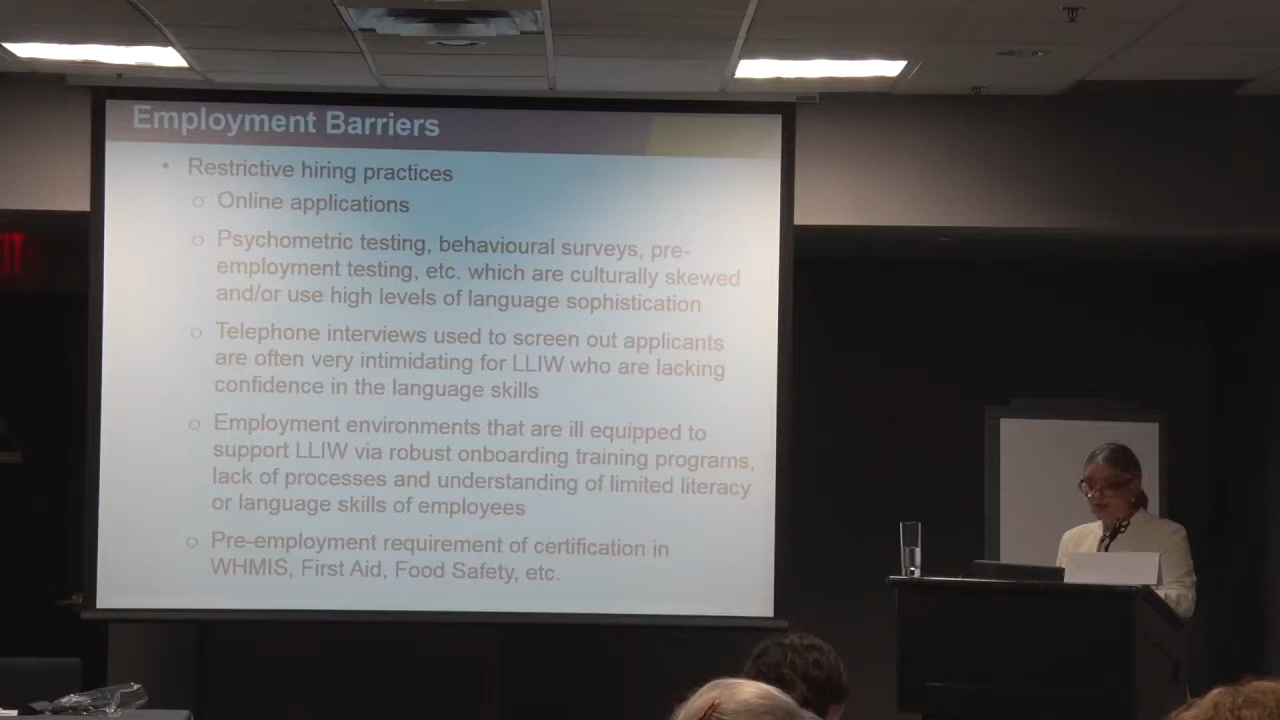 Employment Barriers
• Restrictive hiring practices
o Online applications
o Psychometric testing, behavioural surveys, pre-
employment testing, etc. which are culturally skewed
and/or use high levels of language sophistication
o Telephone interviews used to screen out applicants
are often very intimidating for LLIW who are lacking
confidence in the language skills
o Employment environments that are ill equipped to
support LLIW via robust onboarding training programs,
lack of processes and understanding of limited literacy
or language skills of employees
o Pre-employment requirement of certification in
WHMIS, First Aid, Food Safety, etc.